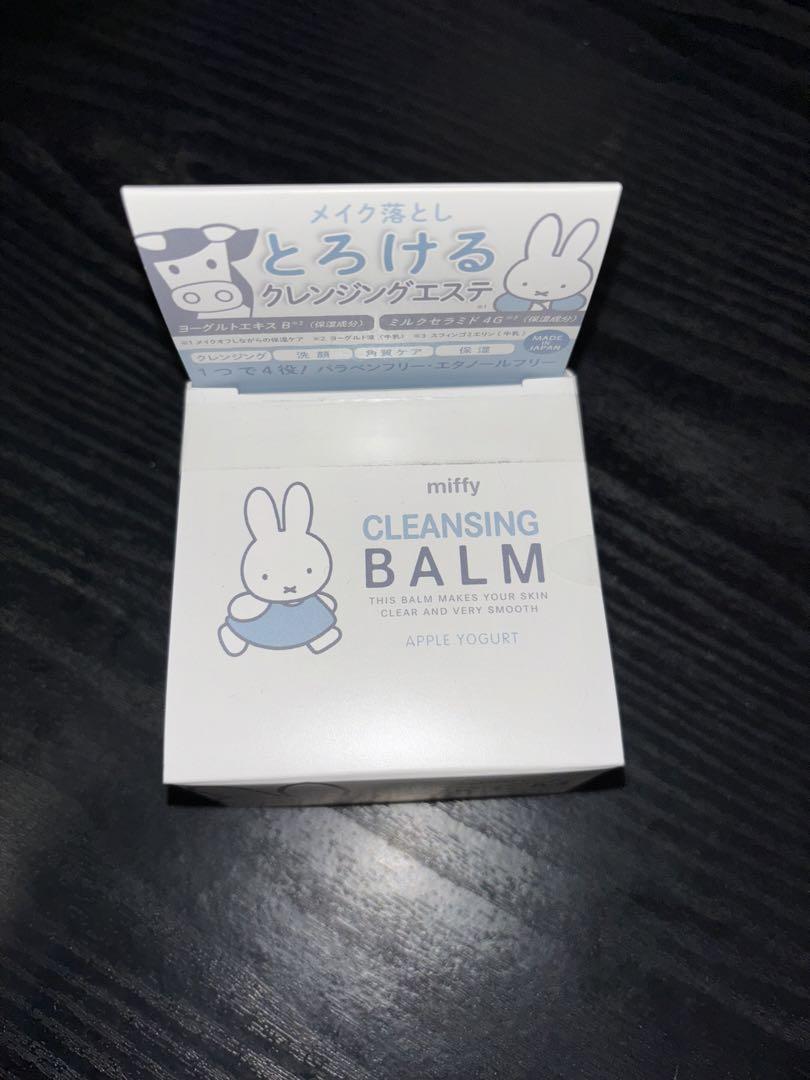 メイク落とし
とろける
クレンジングエステ※1
ヨーグルトエキス B※2（保湿成分） ミルクセラミド 4G※3（保湿成分）
※1 メイクオフしながらの保湿ケア ※2 ヨーグルト液（牛乳） ※3 スフィンゴミエリン（牛乳）
MADE IN JAPAN
クレンジング 洗顔 角質ケア 保湿
1つで4役! パラベンフリー・エタノールフリー
miffy
CLEANSING
BALM
THIS BALM MAKES YOUR SKIN
CLEAR AND VERY SMOOTH
APPLE YOGURT